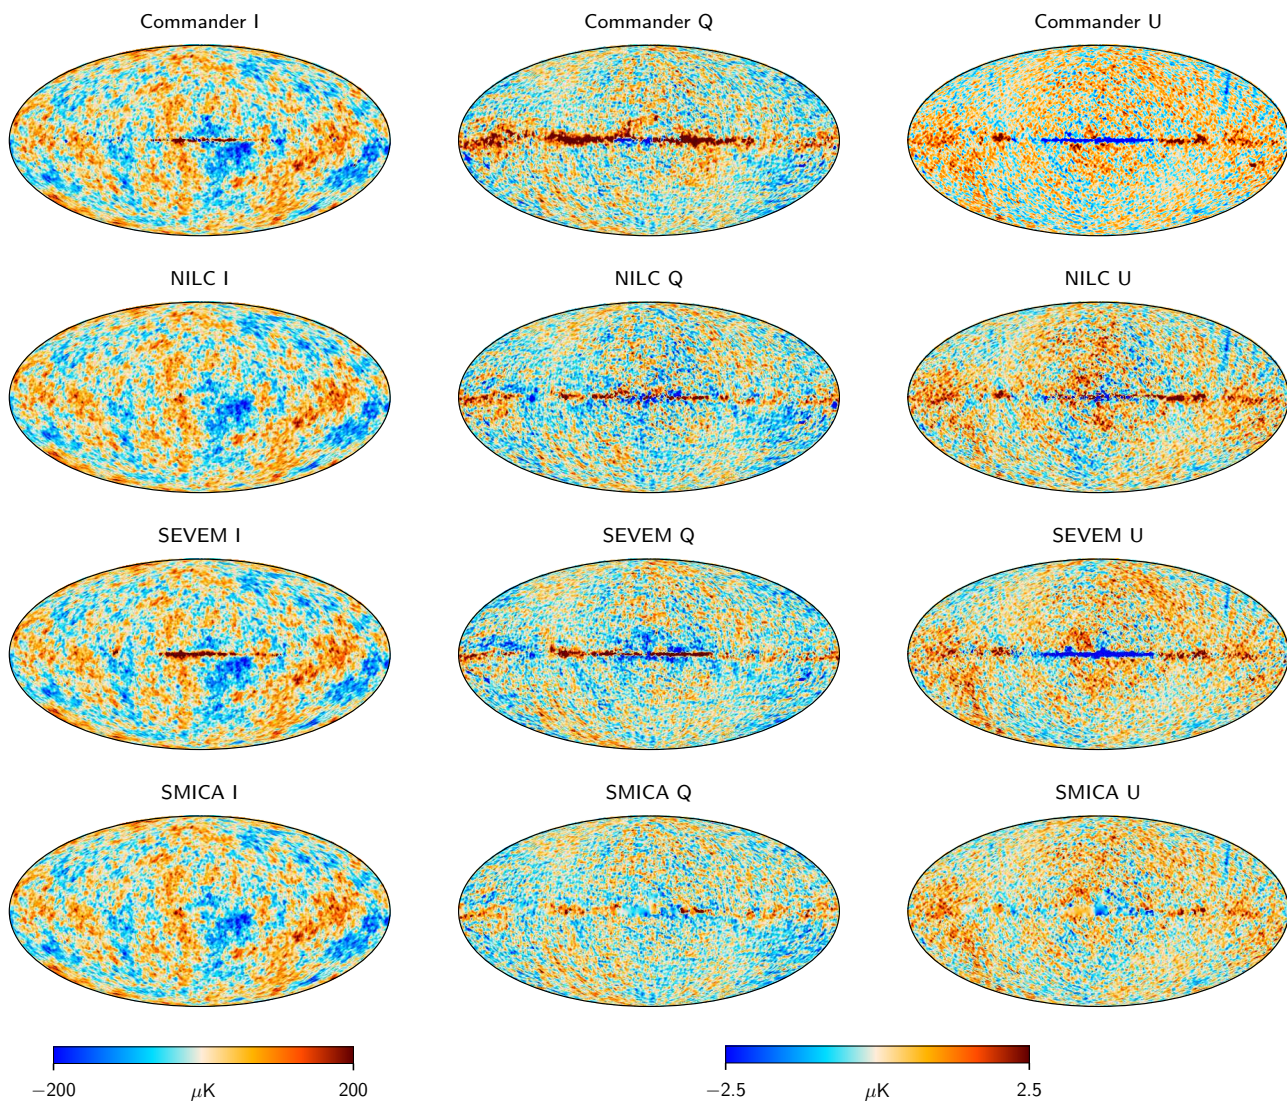 Commander I
Commander Q
Commander U
NILC I
NILC Q
NILC U
SEVEM I
SEVEM Q
SEVEM U
SMICA I
SMICA Q
SMICA U
−200 μK 200
−2.5 μK 2.5